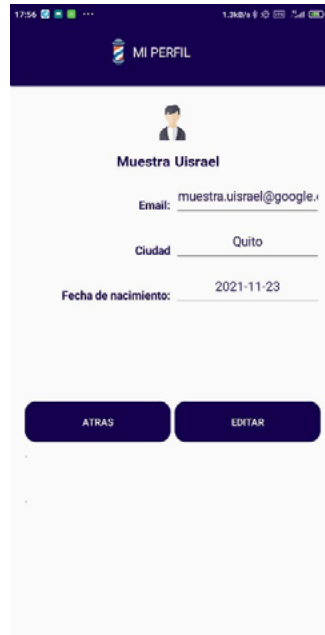 17:56 ... 1.3kB/s
MI PERFIL
Muestra Uisrael
Email: muestra.uisrael@google.
Ciudad Quito
Fecha de nacimiento: 2021-11-23
ATRAS EDITAR